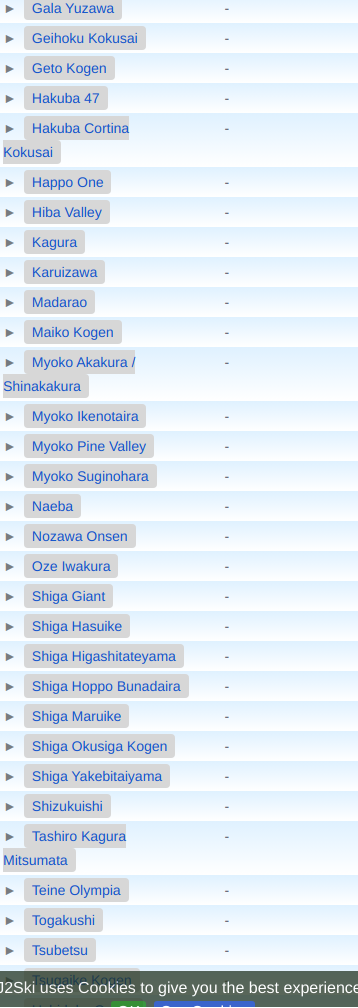 Gala Yuzawa -
Geihoku Kokusai -
Geto Kogen -
Hakuba 47 -
Hakuba Cortina -
Kokusai
Happo One -
Hiba Valley -
Kagura -
Karuizawa -
Madarao -
Maiko Kogen -
Myoko Akakura / -
Shinakakura
Myoko Ikenotaira -
Myoko Pine Valley -
Myoko Suginohara -
Naeba -
Nozawa Onsen -
Oze Iwakura -
Shiga Giant -
Shiga Hasuike -
Shiga Higashitateyama -
Shiga Hoppo Bunadaira -
Shiga Maruike -
Shiga Okusiga Kogen -
Shiga Yakebitaiyama -
Shizukuishi -
Tashiro Kagura -
Mitsumata
Teine Olympia -
Togakushi -
Tsubetsu -
Tsugaike Kogen
J2Ski uses Cookies to give you the best experience